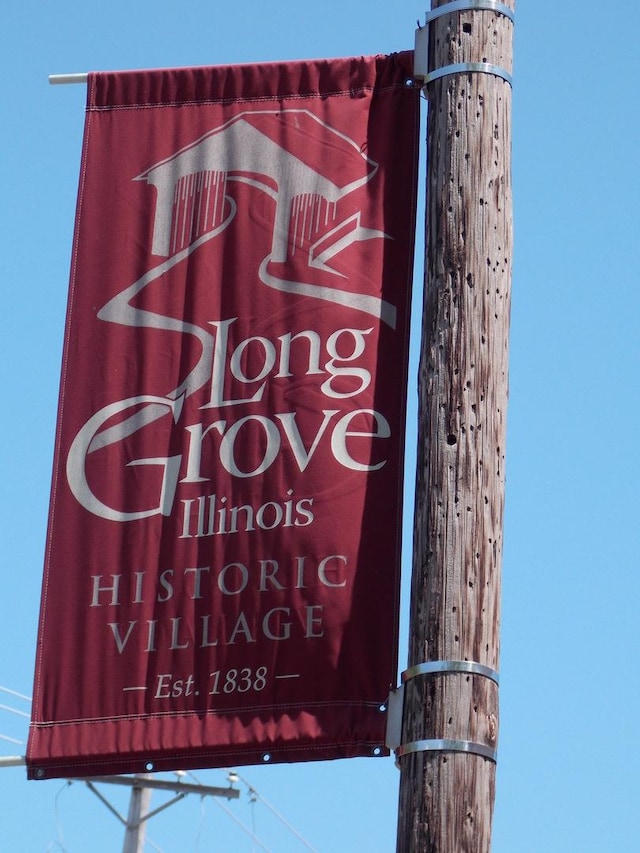 Long
Grove
Illinois
HISTORIC
VILLAGE
— Est. 1838 —